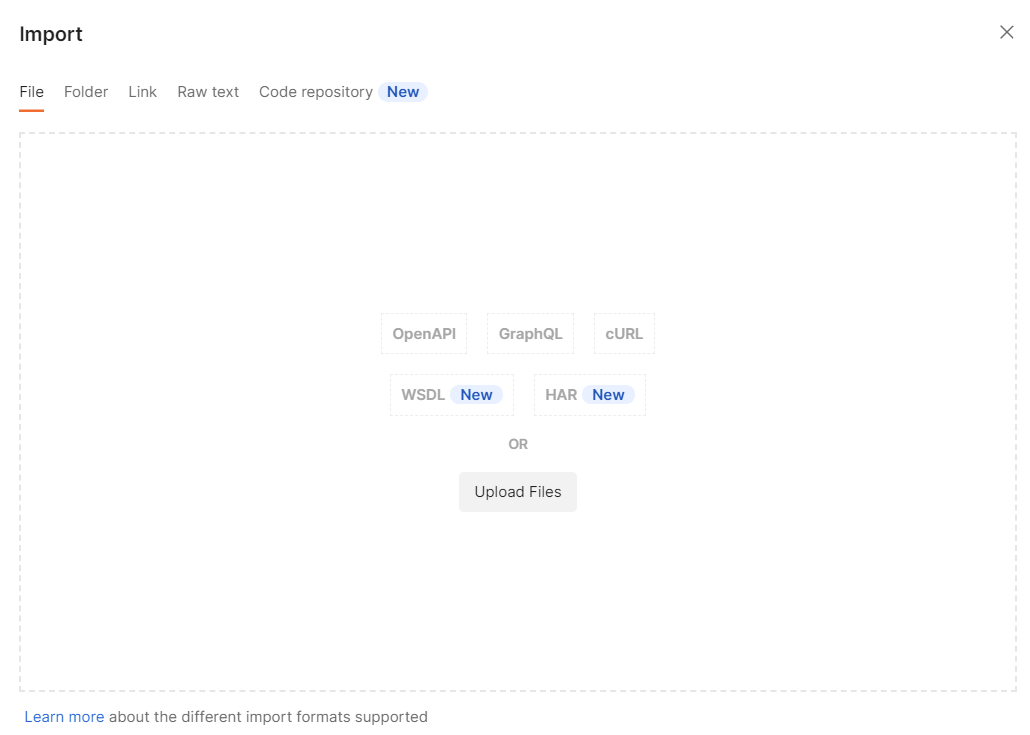 Import
File Folder Link Raw text Code repository New
OpenAPI GraphQL cURL
WSDL New HAR New
OR
Upload Files
Learn more about the different import formats supported